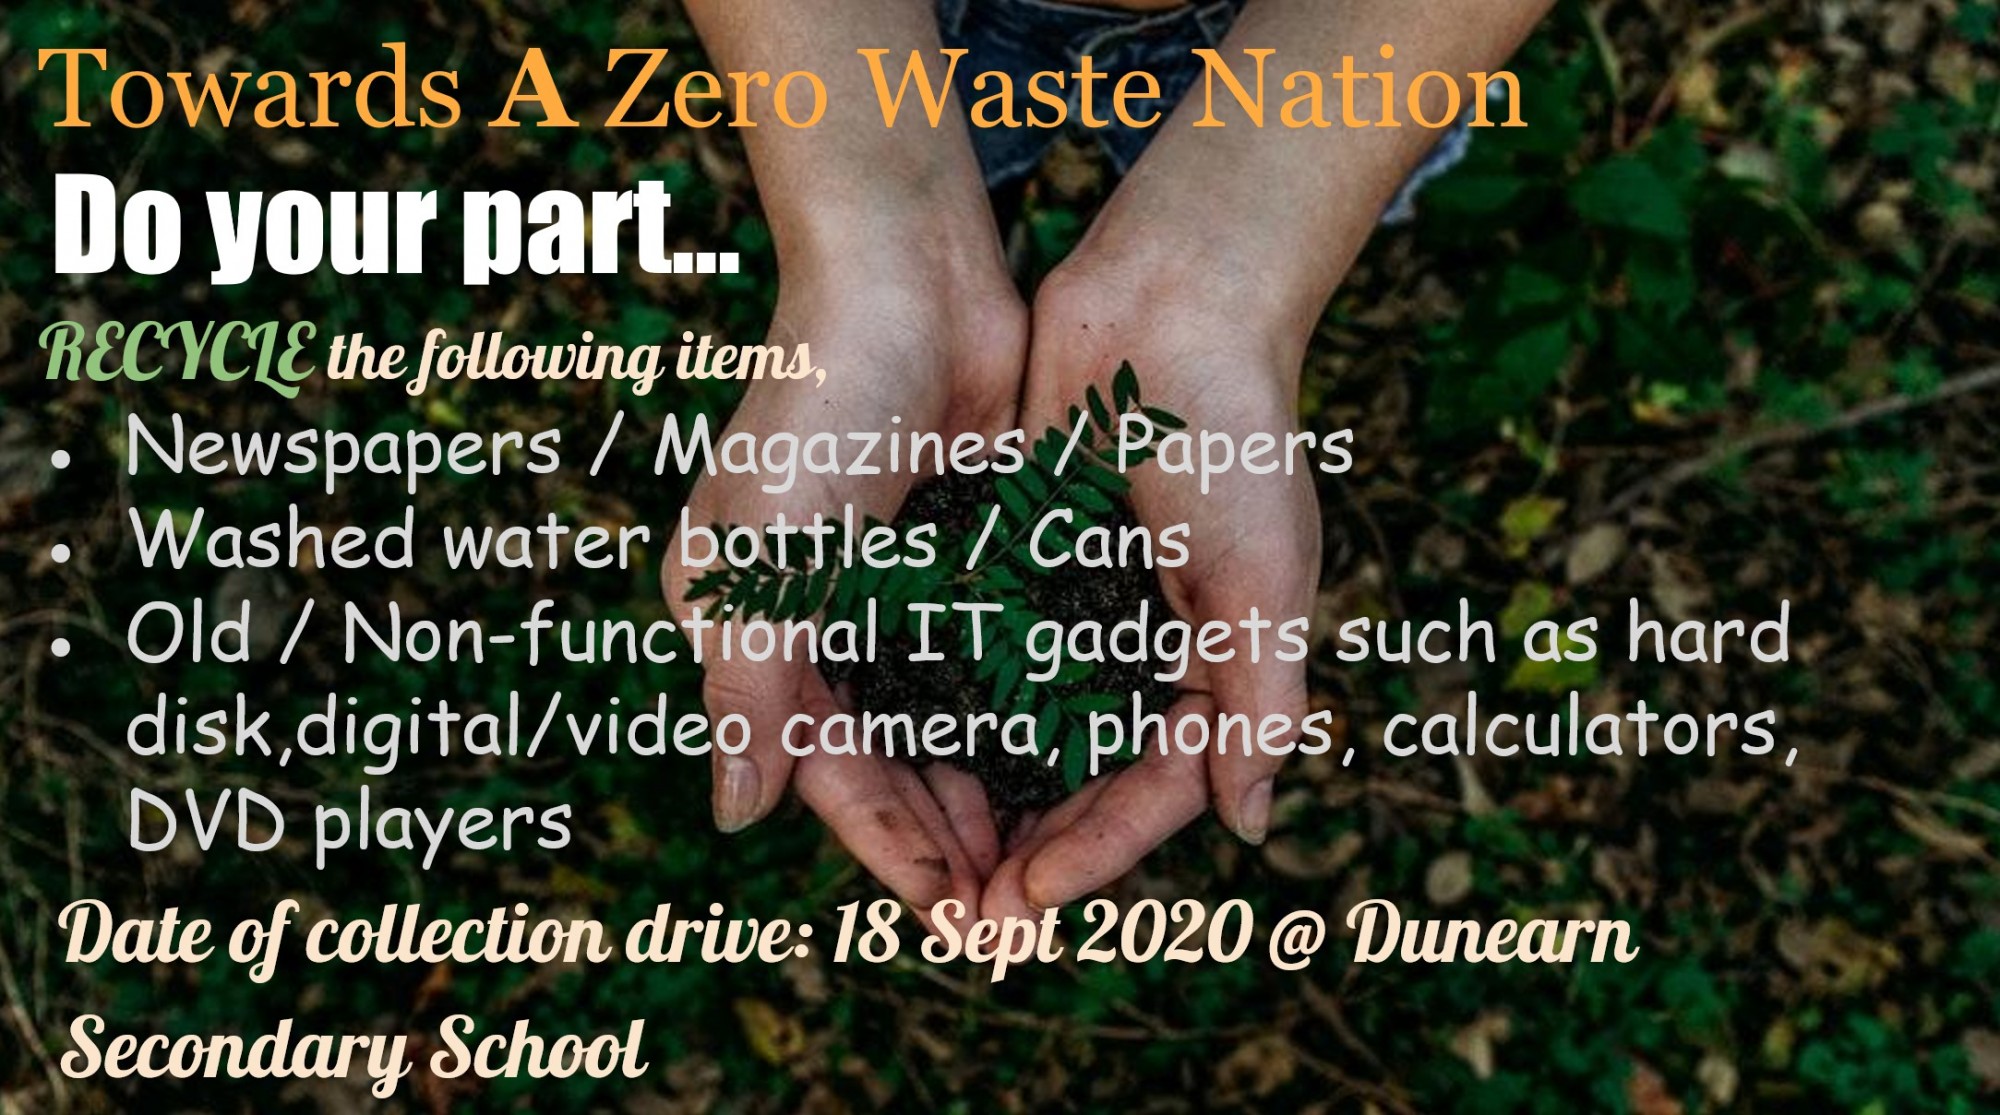 Towards A Zero Waste Nation
Do your part...
RECYCLE the following items,
• Newspapers / Magazines / Papers
• Washed water bottles / Cans
• Old / Non-functional IT gadgets such as hard
disk,digital/video camera, phones, calculators,
DVD players
Date of collection drive: 18 Sept 2020 @ Dunearn
Secondary School